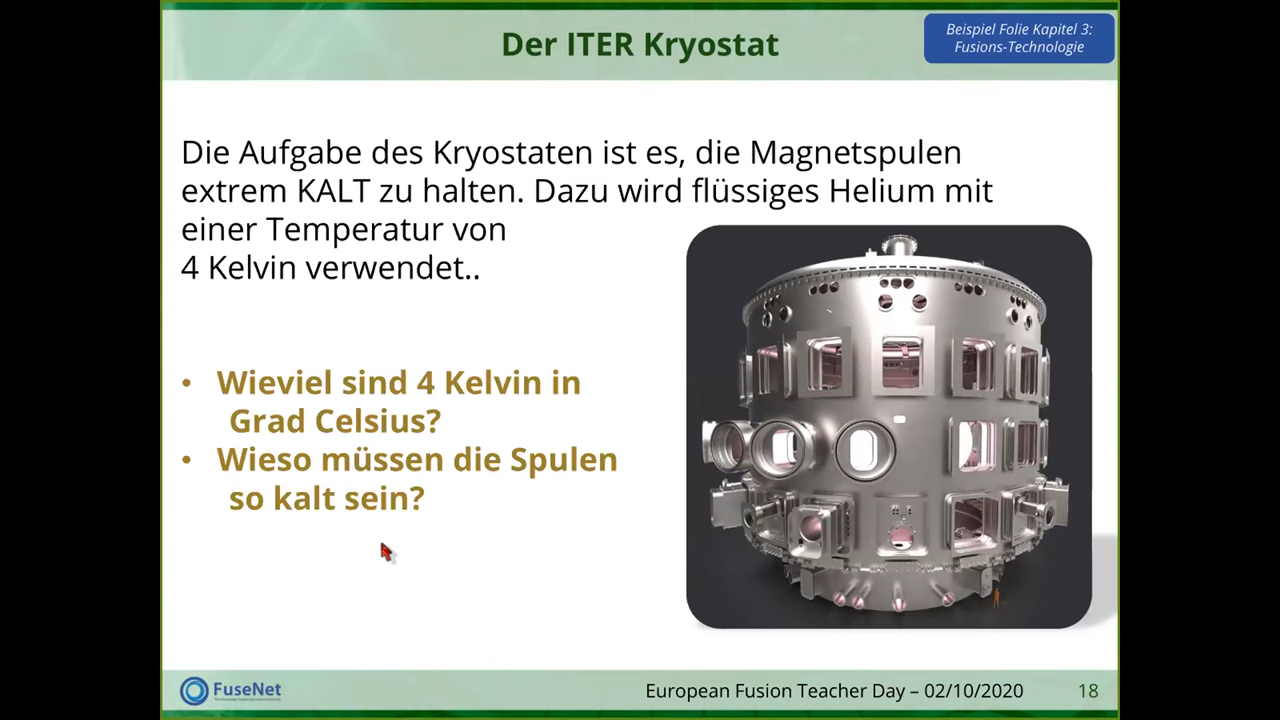 Der ITER Kryostat
Beispiel Folie Kapitel 3:
Fusions-Technologie
Die Aufgabe des Kryostaten ist es, die Magnetspulen
extrem KALT zu halten. Dazu wird flüssiges Helium mit
einer Temperatur von
4 Kelvin verwendet..
• Wieviel sind 4 Kelvin in
Grad Celsius?
• Wieso müssen die Spulen
so kalt sein?
FuseNet
European Fusion Teacher Day – 02/10/2020
18